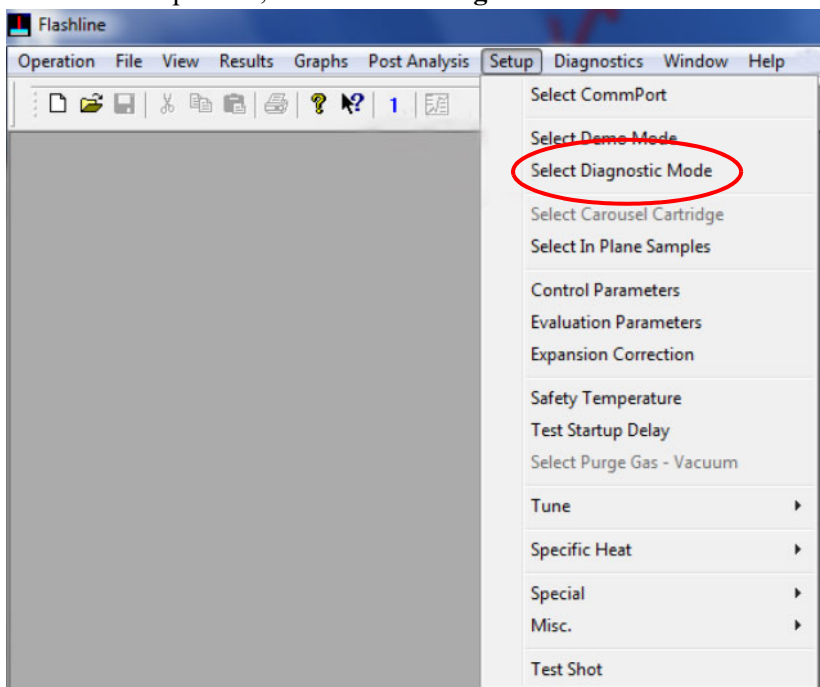 Flashline
Operation File View Results Graphs Post Analysis Setup Diagnostics Window Help
1
Select CommPort
Select Demo Mode
Select Diagnostic Mode
Select Carousel Cartridge
Select In Plane Samples
Control Parameters
Evaluation Parameters
Expansion Correction
Safety Temperature
Test Startup Delay
Select Purge Gas - Vacuum
Tune
Specific Heat
Special
Misc.
Test Shot